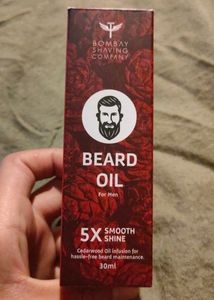 BOMBAY
SHAVING
COMPANY
BEARD
OIL
For Men
5X SMOOTH
SHINE
Cedarwood Oil infusion for
hassle-free beard maintenance.
30ml